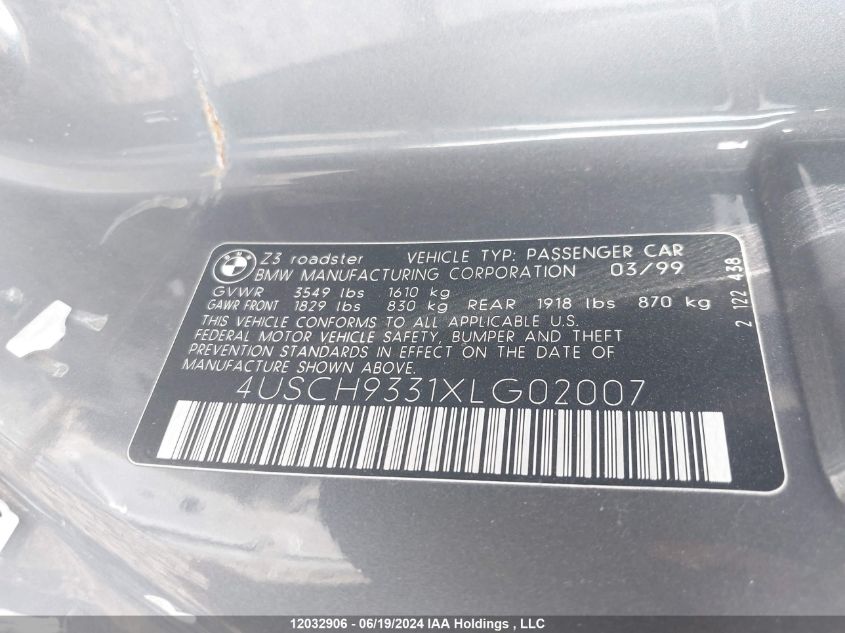 Z3 roadster VEHICLE TYP: PASSENGER CAR
BMW MANUFACTURING CORPORATION 03/99
GVWR 3549 lbs 1610 kg
GAWR FRONT 1829 lbs 830 kg REAR 1918 lbs 870 kg
THIS VEHICLE CONFORMS TO ALL APPLICABLE U.S.
FEDERAL MOTOR VEHICLE SAFETY, BUMPER AND THEFT
PREVENTION STANDARDS IN EFFECT ON THE DATE OF
MANUFACTURE SHOWN ABOVE.
4USCH9331XLG02007
2 122 438
12032906 - 06/19/2024 IAA Holdings , LLC